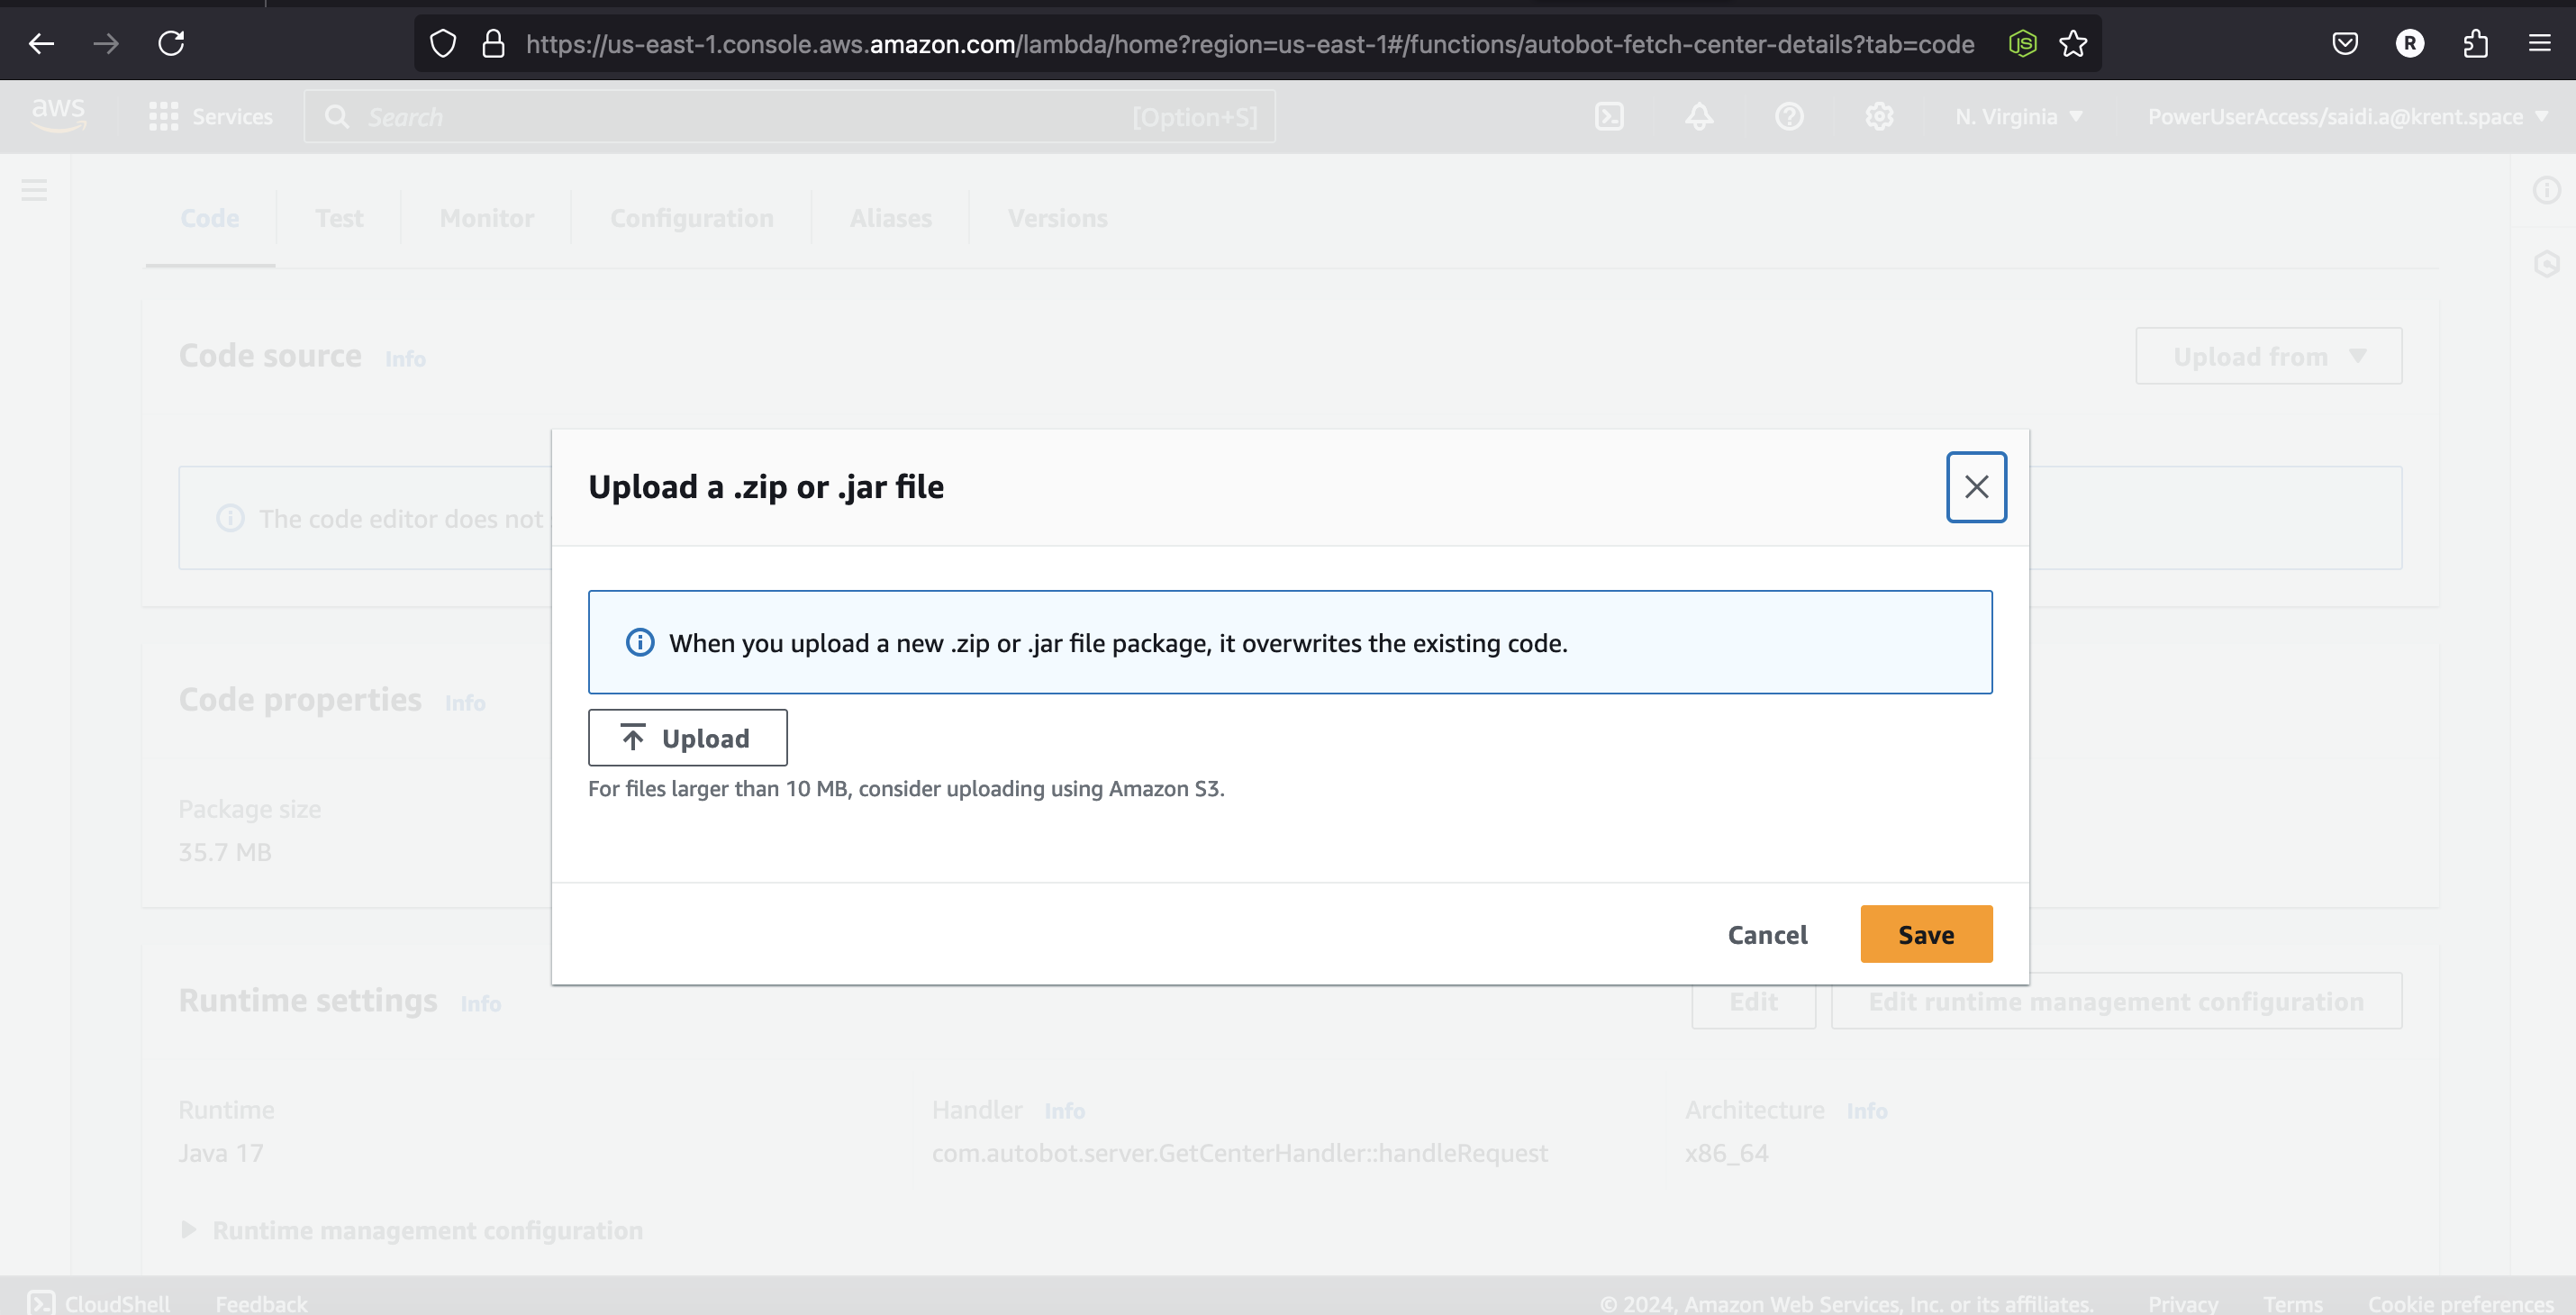 https://us-east-1.console.aws.amazon.com/lambda/home?region=us-east-1#/functions/autobot-fetch-center-details?tab=code
JS
R
aws
Services
Search
[Option+S]
N. Virginia
PowerUserAccess/saidi.a@krent.space
Code
Test
Monitor
Configuration
Aliases
Versions
Code source Info
Upload from
The code editor does not
Upload a .zip or .jar file
When you upload a new .zip or .jar file package, it overwrites the existing code.
Upload
For files larger than 10 MB, consider uploading using Amazon S3.
Cancel
Save
Code properties Info
Package size
35.7 MB
Runtime settings Info
Edit
Edit runtime management configuration
Runtime
Java 17
Handler Info
com.autobot.server.GetCenterHandler::handleRequest
Architecture Info
x86_64
Runtime management configuration
CloudShell
Feedback
© 2024, Amazon Web Services, Inc. or its affiliates.
Privacy
Terms
Cookie preferences